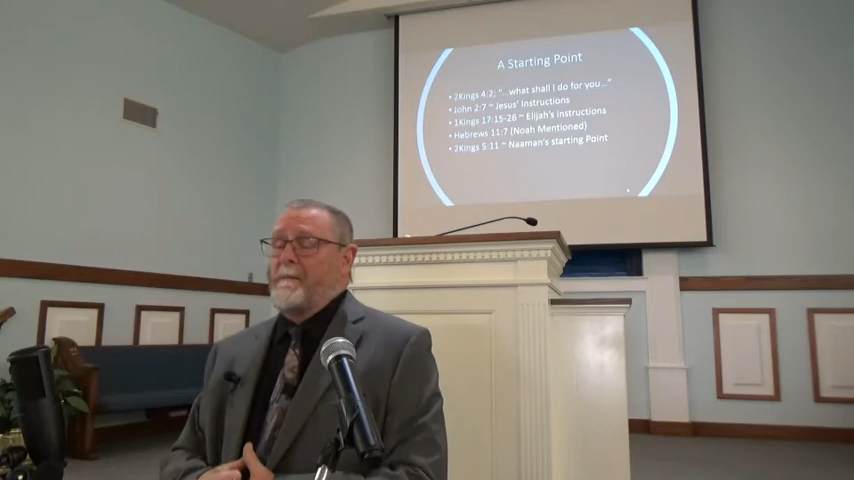 A Starting Point
• 2Kings 4:2; "...what shall I do for you..."
• John 2:7 ~ Jesus' Instructions
• 1Kings 17:15-26 ~ Elijah's Instructions
• Hebrews 11:7 (Noah Mentioned)
• 2Kings 5:11 ~ Naaman's starting Point